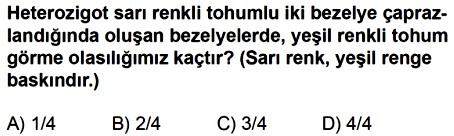 Heterozigot sarı renkli tohumlu iki bezelye çapraz-
landığında oluşan bezelyelerde, yeşil renkli tohum
görme olasılığımız kaçtır? (Sarı renk, yeşil renge
baskındır.)
A) 1/4 B) 2/4 C) 3/4 D) 4/4